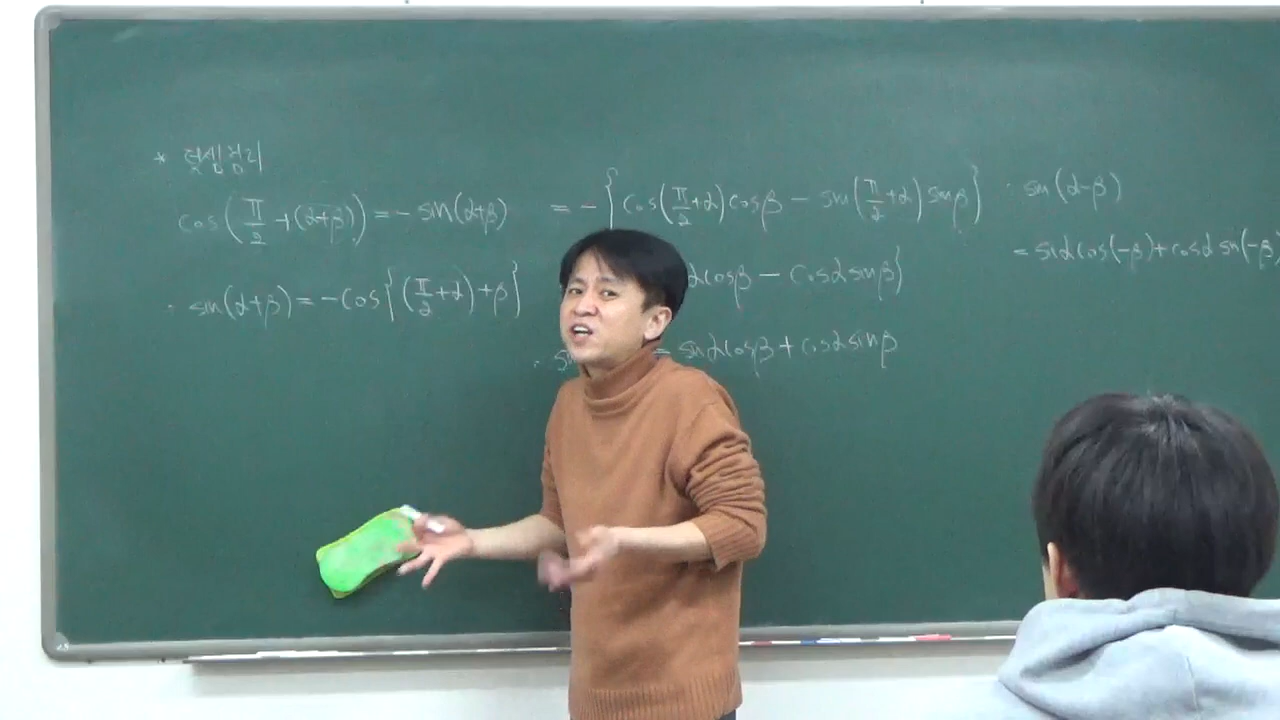 * 덧셈정리
cos(π/2+(α+β))=-sin(α+β)
∴ sin(α+β)=-cos{(π/2+α)+β}
=-{cos(π/2+α)cosβ-sin(π/2+α)sinβ}
αcosβ-cosαsinβ}
= sinαcosβ+cosαsinβ
∴ sin(α-β)
=sinαcos(-β)+cosαsin(-β)